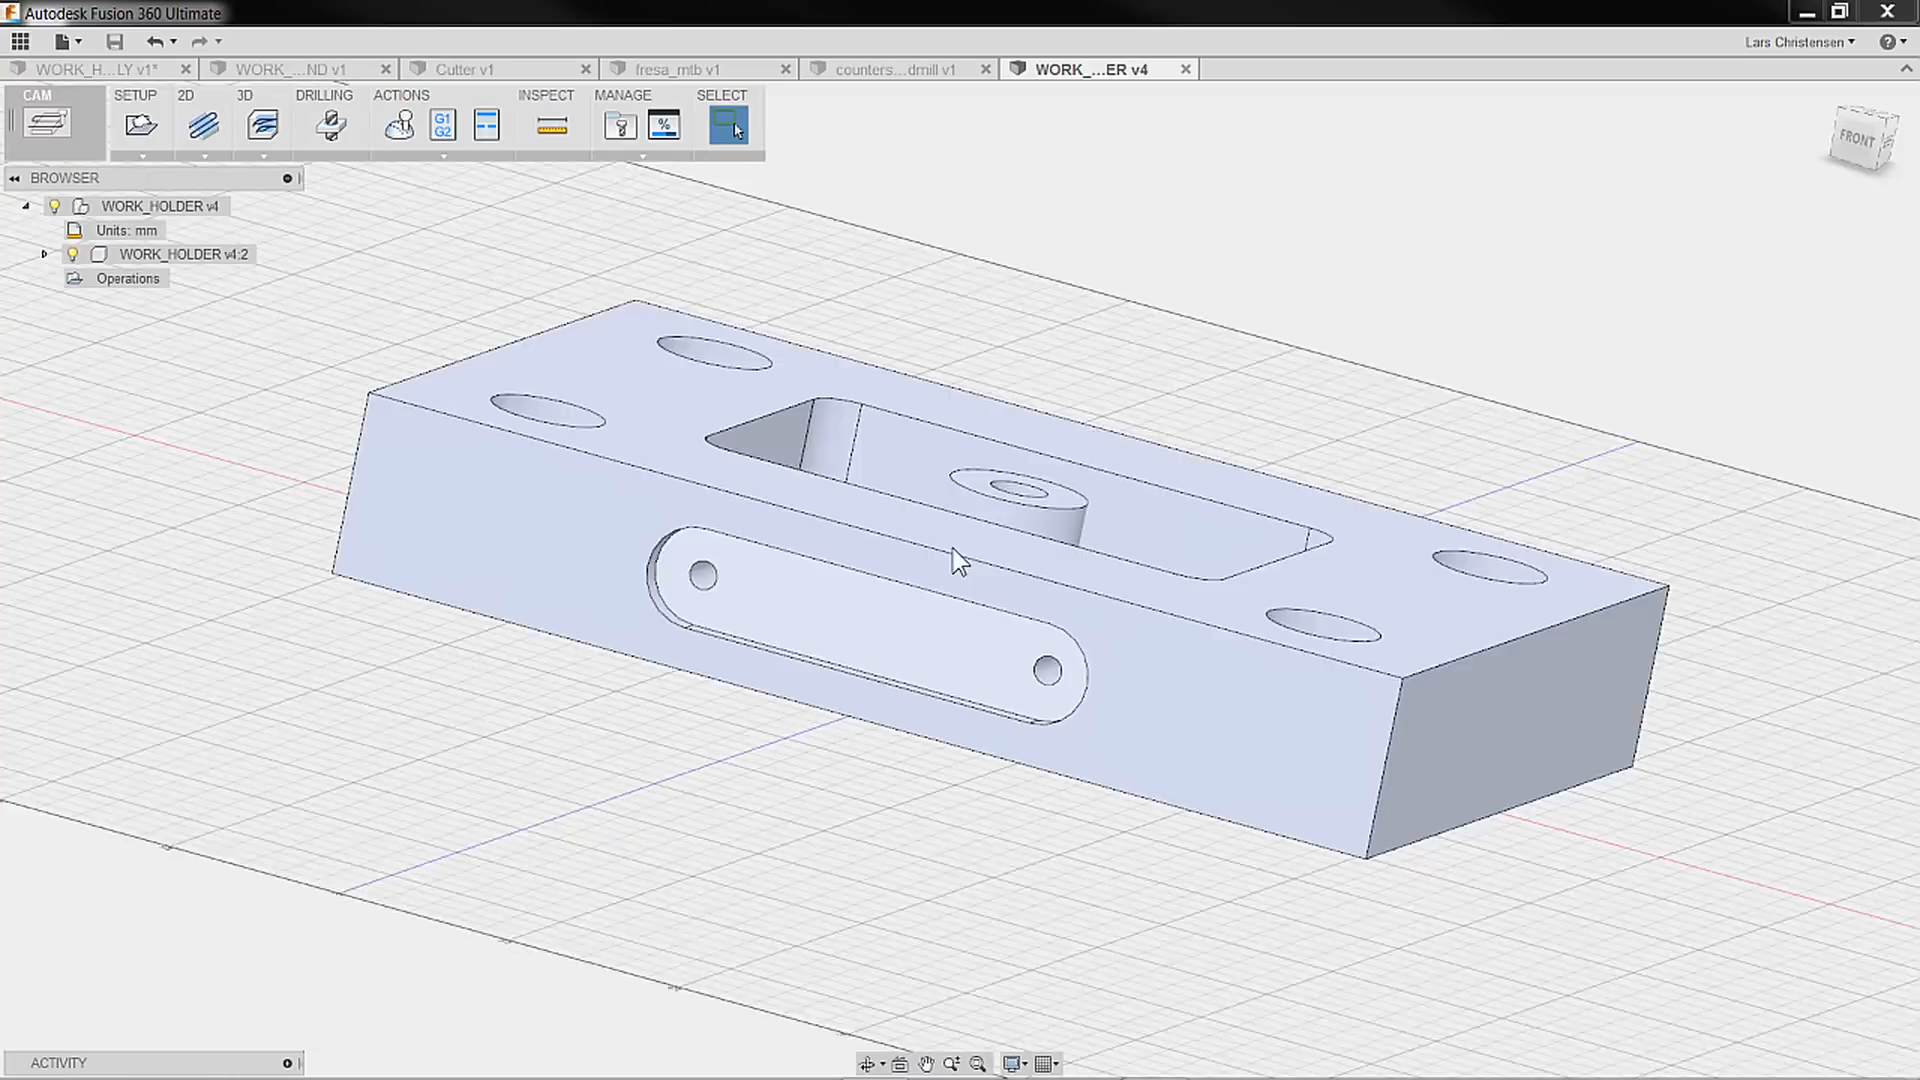 Autodesk Fusion 360 Ultimate
Lars Christensen
WORK_H...LY v1*
WORK_...ND v1
Cutter v1
fresa_mtb v1
counters...drmill v1
WORK_...ER v4
CAM
SETUP
2D
3D
DRILLING
ACTIONS
INSPECT
MANAGE
SELECT
G1
G2
%
BROWSER
WORK_HOLDER v4
Units: mm
WORK_HOLDER v4:2
Operations
FRONT
ACTIVITY